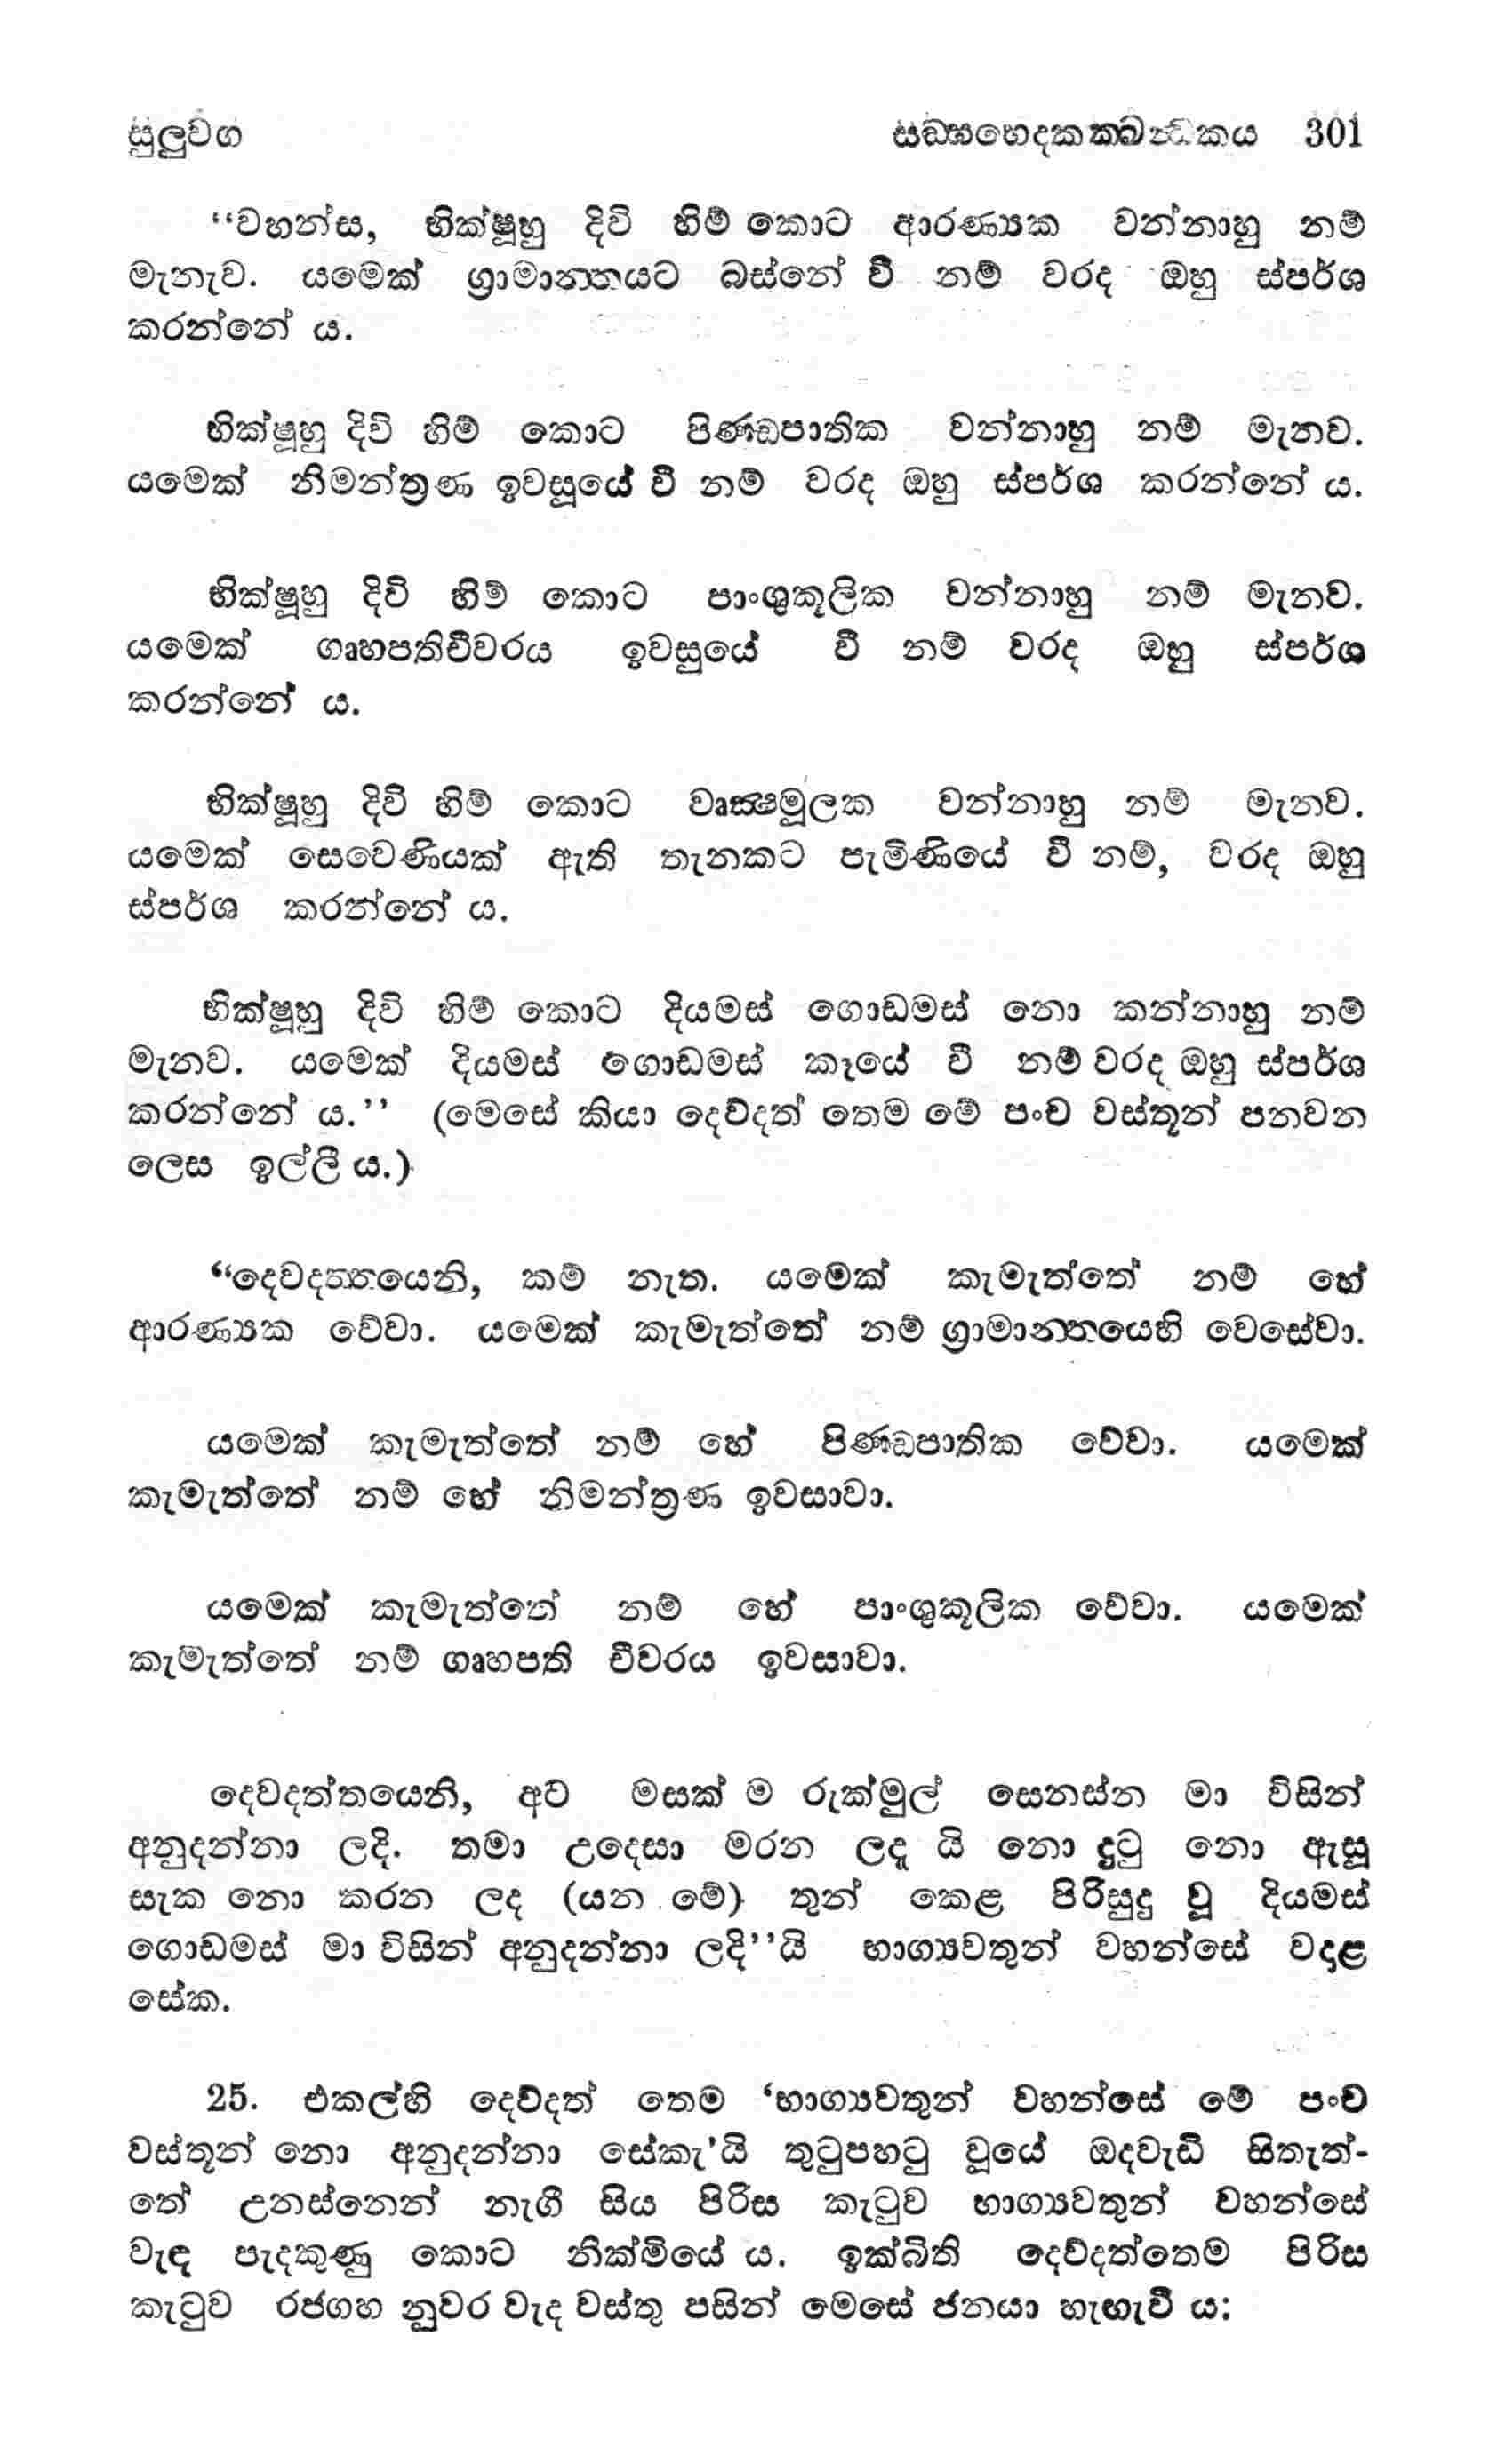 සුලුවග සඞ්ඝභෙදකක්ඛන්ධකය 301
“වහන්ස, භික්ෂූහු දිවි හිම් කොට ආරණ්‍යක වන්නාහු නම්
මැනැව. යමෙක් ග්‍රාමාන්තයට බස්නේ වී නම් වරද ඔහු ස්පර්ශ
කරන්නේ ය.
භික්ෂූහු දිවි හිම් කොට පිණ්ඩපාතික වන්නාහු නම් මැනව.
යමෙක් නිමන්ත්‍රණ ඉවසූයේ වී නම් වරද ඔහු ස්පර්ශ කරන්නේ ය.
භික්ෂූහු දිවි හිම් කොට පාංශුකූලික වන්නාහු නම් මැනව.
යමෙක් ගෘහපතිචීවරය ඉවසුයේ වී නම් වරද ඔහු ස්පර්ශ
කරන්නේ ය.
භික්ෂූහු දිවි හිම් කොට වෘක්‍ෂමූලක වන්නාහු නම් මැනව.
යමෙක් සෙවෙණියක් ඇති තැනකට පැමිණියේ වී නම්, වරද ඔහු
ස්පර්ශ කරන්නේ ය.
භික්ෂූහු දිවි හිම් කොට දියමස් ගොඩමස් නො කන්නාහු නම්
මැනව. යමෙක් දියමස් ගොඩමස් කෑයේ වී නම් වරද ඔහු ස්පර්ශ
කරන්නේ ය.’’ (මෙසේ කියා දෙව්දත් තෙම මේ පංච වස්තූන් පනවන
ලෙස ඉල්ලී ය.)
“දෙවදත්තයෙනි, කම් නැත. යමෙක් කැමැත්තේ නම් හේ
ආරණ්‍යක වේවා. යමෙක් කැමැත්තේ නම් ග්‍රාමාන්තයෙහි වෙසේවා.
යමෙක් කැමැත්තේ නම් හේ පිණ්ඩපාතික වේවා. යමෙක්
කැමැත්තේ නම් හේ නිමන්ත්‍රණ ඉවසාවා.
යමෙක් කැමැත්තේ නම් හේ පාංශුකූලික වේවා. යමෙක්
කැමැත්තේ නම් ගෘහපති චීවරය ඉවසාවා.
දෙවදත්තයෙනි, අට මසක් ම රුක්මුල් සෙනස්න මා විසින්
අනුදන්නා ලදි. තමා උදෙසා මරන ලදැ යි නො දුටු නො ඇසූ
සැක නො කරන ලද (යන මේ) තුන් කෙළ පිරිසුදු වූ දියමස්
ගොඩමස් මා විසින් අනුදන්නා ලදි’’යි භාග්‍යවතුන් වහන්සේ වදාළ
සේක.
25. එකල්හි දෙව්දත් තෙම ‘භාග්‍යවතුන් වහන්සේ මේ පංච
වස්තූන් නො අනුදන්නා සේකැ’යි තුටුපහටු වූයේ ඔදවැඩි සිතැත්-
තේ උනස්නෙන් නැගී සිය පිරිස කැටුව භාග්‍යවතුන් වහන්සේ
වැඳ පැදකුණු කොට නික්මියේ ය. ඉක්බිති දෙව්දත්තෙම පිරිස
කැටුව රජගහ නුවර වැද වස්තු පසින් මෙසේ ජනයා හැඟැවී ය: